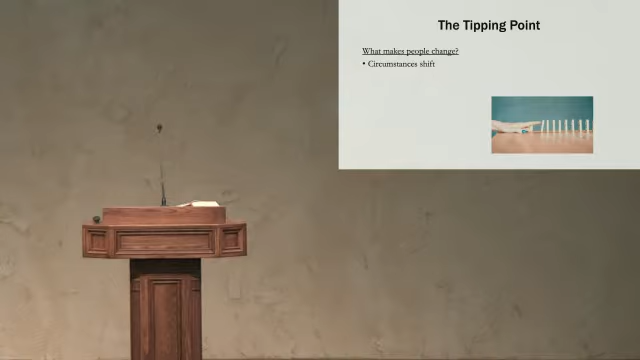 The Tipping Point
What makes people change?
• Circumstances shift